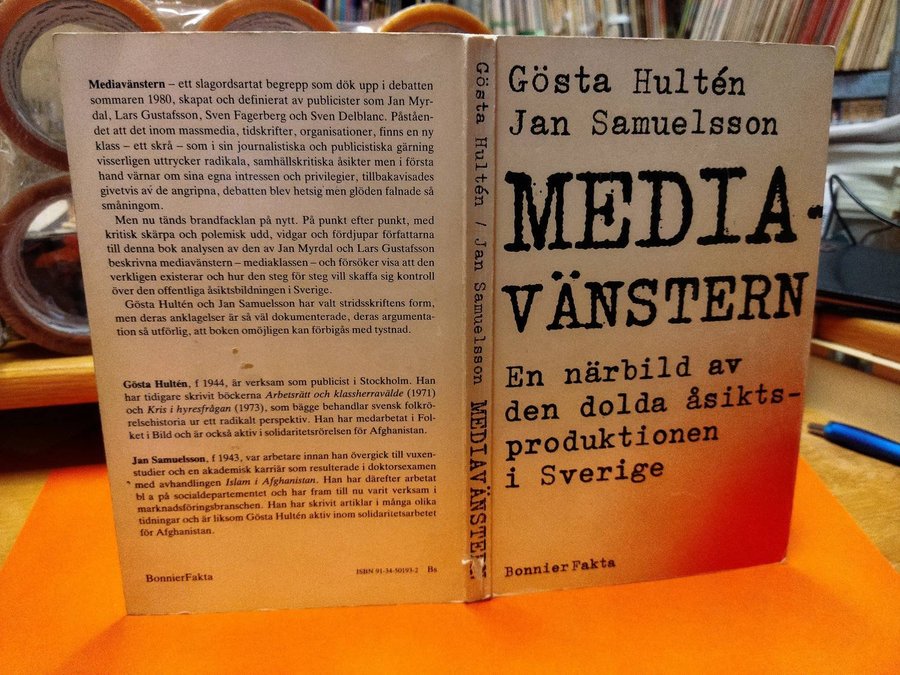 Mediavänstern – ett slagordsartat begrepp som dök upp i debatten
sommaren 1980, skapat och definierat av publicister som Jan Myr-
dal, Lars Gustafsson, Sven Fagerberg och Sven Delblanc. Påståen-
det att det inom massmedia, tidskrifter, organisationer, finns en ny
klass – ett skrå – som i sin journalistiska och publicistiska gärning
visserligen uttrycker radikala, samhällskritiska åsikter men i första
hand värnar om sina egna intressen och privilegier, tillbakavisades
givetvis av de angripna, debatten blev hetsig men glöden falnade så
småningom.
Men nu tänds brandfacklan på nytt. På punkt efter punkt, med
kritisk skärpa och polemisk udd, vidgar och fördjupar författarna
till denna bok analysen av den av Jan Myrdal och Lars Gustafsson
beskrivna mediavänstern – mediaklassen – och försöker visa att den
verkligen existerar och hur den steg för steg vill skaffa sig kontroll
över den offentliga åsiktsbildningen i Sverige.
Gösta Hultén och Jan Samuelsson har valt stridsskriftens form,
men deras anklagelser är så väl dokumenterade, deras argumenta-
tion så utförlig, att boken omöjligen kan förbigås med tystnad.
Gösta Hultén, f 1944, är verksam som publicist i Stockholm. Han
har tidigare skrivit böckerna Arbetsrätt och klassherravälde (1971)
och Kris i hyresfrågan (1973), som bägge behandlar svensk folkrö-
relsehistoria ur ett radikalt perspektiv. Han har medarbetat i Fol-
ket i Bild och är också aktiv i solidaritetsrörelsen för Afghanistan.
Jan Samuelsson, f 1943, var arbetare innan han övergick till vuxen-
studier och en akademisk karriär som resulterade i doktorsexamen
med avhandlingen Islam i Afghanistan. Han har därefter arbetat
bl a på socialdepartementet och har fram till nu varit verksam i
marknadsföringsbranschen. Han har skrivit artiklar i många olika
tidningar och är liksom Gösta Hultén aktiv inom solidaritetsarbetet
för Afghanistan.
BonnierFakta
ISBN 91-34-50193-2 Bs
Gösta Hultén / Jan Samuelsson MEDIAVÄNSTERN
Gösta Hultén
Jan Samuelsson
MEDIA-
VÄNSTERN
En närbild av
den dolda åsikts-
produktionen
i Sverige
BonnierFakta